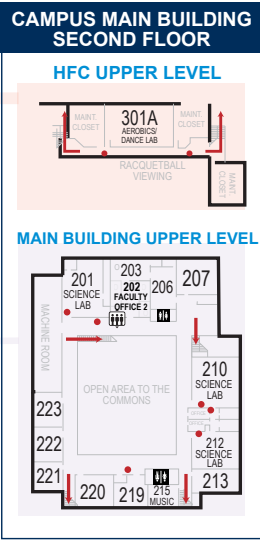 CAMPUS MAIN BUILDING
SECOND FLOOR
HFC UPPER LEVEL
MAINT.
CLOSET
301A
AEROBICS/
DANCE LAB
MAINT.
CLOSET
RACQUETBALL
VIEWING
MAINT.
CLOSET
MAIN BUILDING UPPER LEVEL
201
SCIENCE
LAB
203
202
FACULTY
OFFICE 2
206
207
MACHINE ROOM
OPEN AREA TO THE
COMMONS
210
SCIENCE
LAB
223
222
221
212
SCIENCE
LAB
213
220
219
215
MUSIC